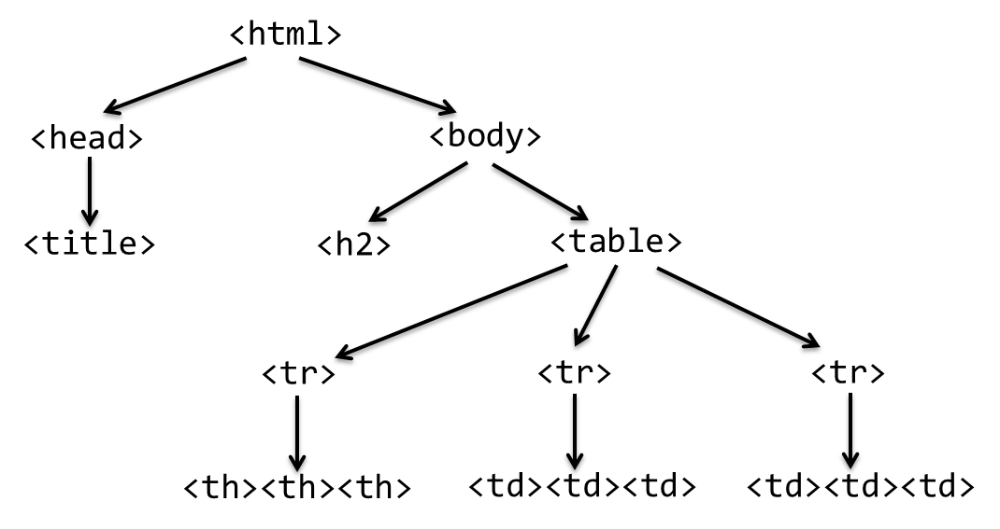 <html>
<head> <body>
<title> <h2> <table>
<tr> <tr> <tr>
<th><th><th> <td><td><td> <td><td><td>